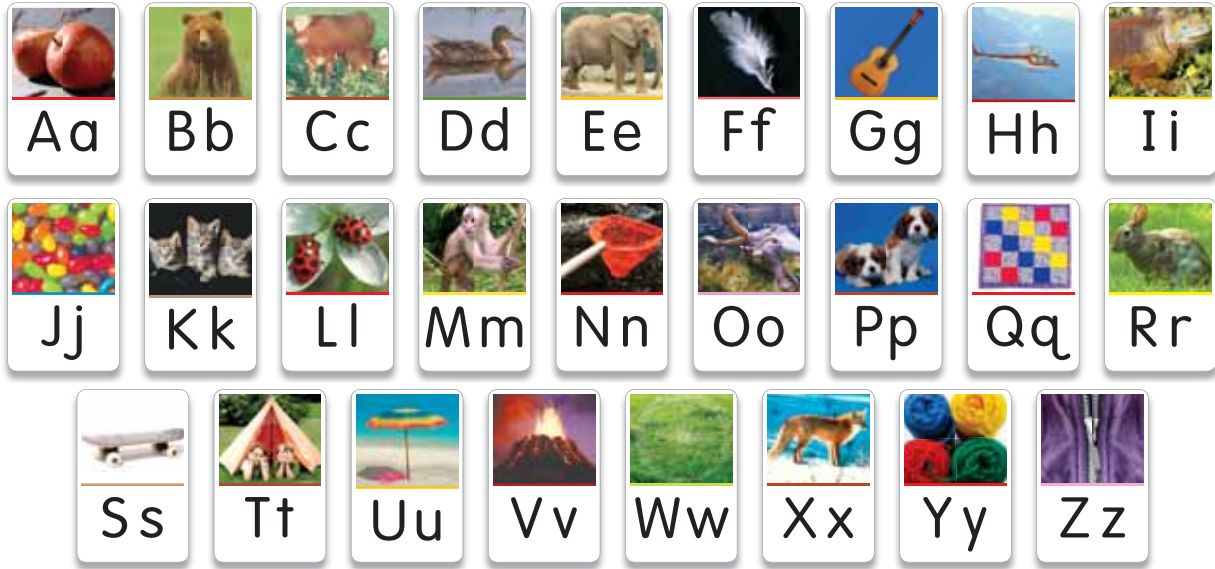 Aa Bb Cc Dd Ee Ff Gg Hh Ii
Jj Kk Ll Mm Nn Oo Pp Qq Rr
Ss Tt Uu Vv Ww Xx Yy Zz